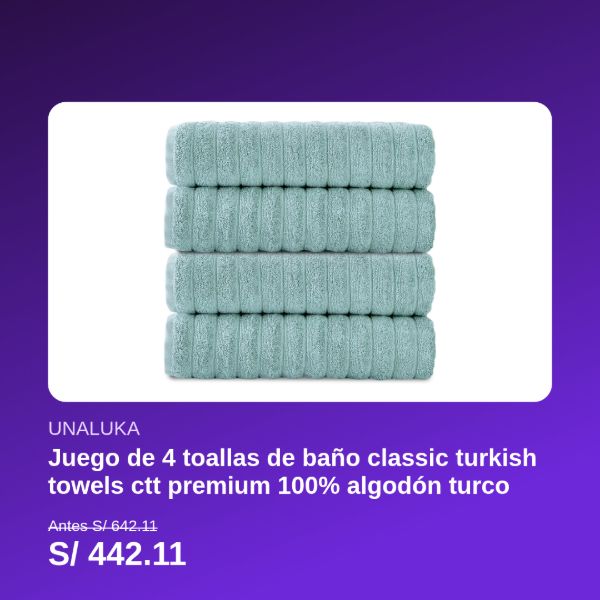 UNALUKA
Juego de 4 toallas de baño classic turkish
towels ctt premium 100% algodón turco
Antes S/ 642.11
S/ 442.11